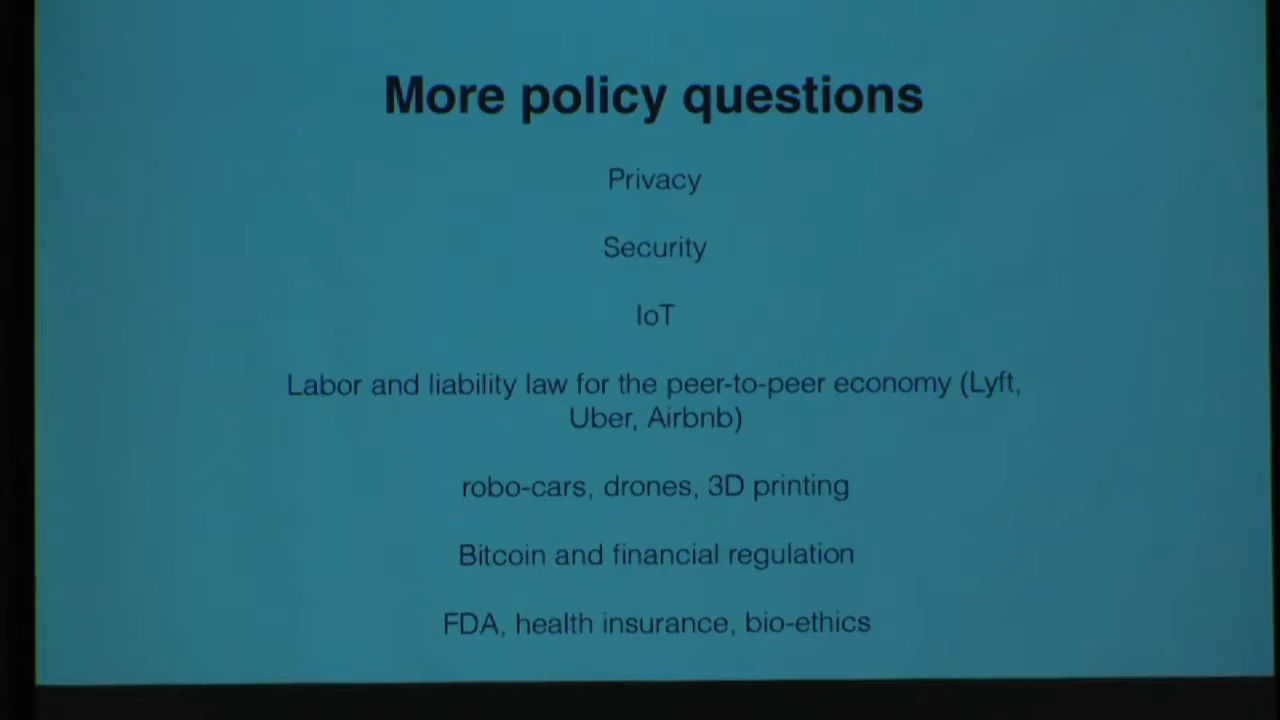 More policy questions
Privacy
Security
IoT
Labor and liability law for the peer-to-peer economy (Lyft,
Uber, Airbnb)
robo-cars, drones, 3D printing
Bitcoin and financial regulation
FDA, health insurance, bio-ethics